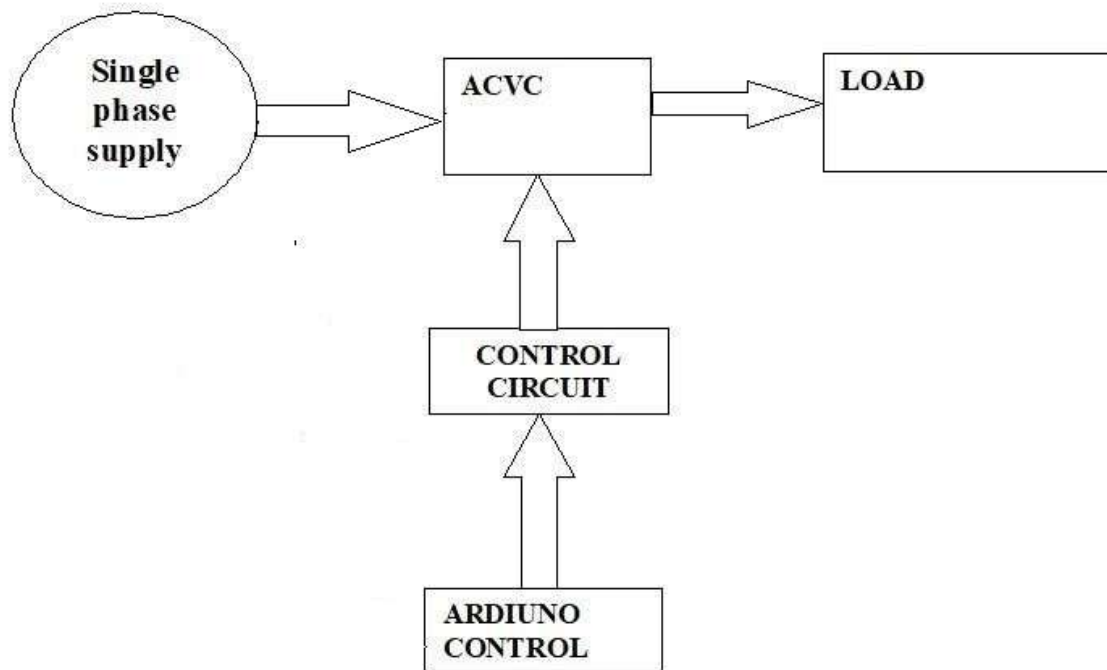 Single
phase
supply
ACVC
LOAD
CONTROL
CIRCUIT
ARDIUNO
CONTROL